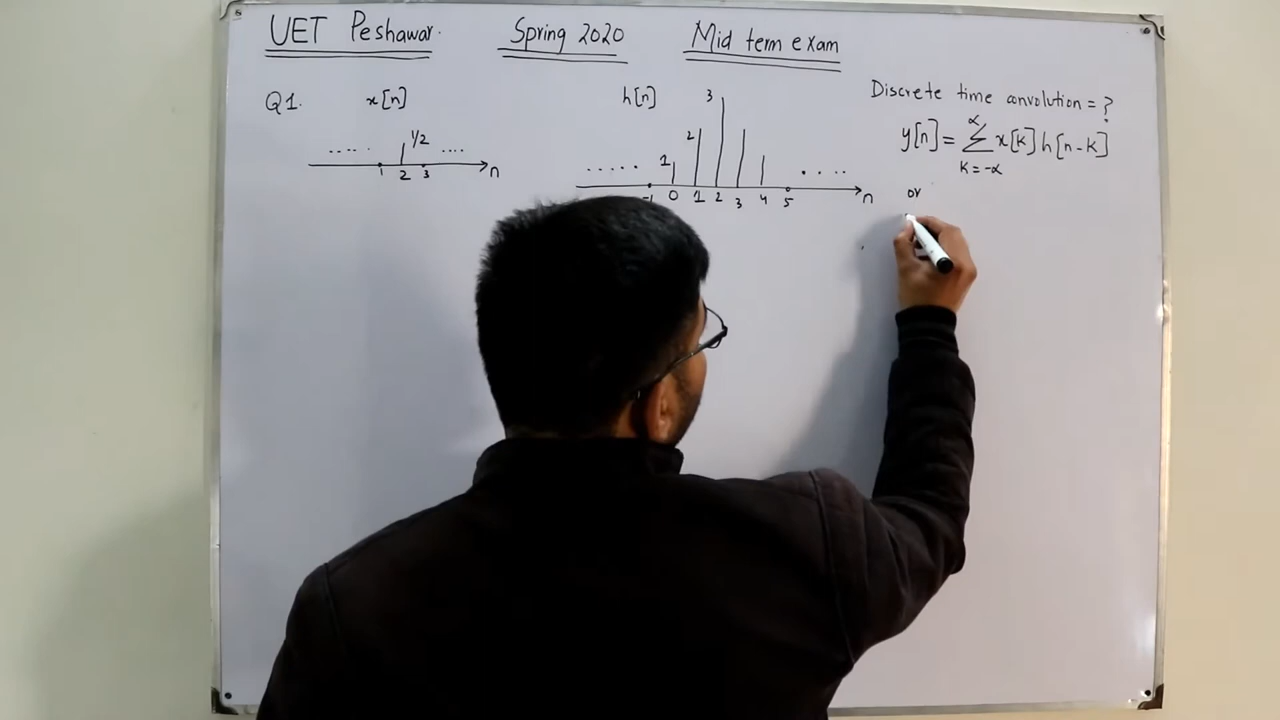 UET Peshawar. Spring 2020 Mid term exam
Q1. x[n] h[n]
Discrete time convolution = ?
y[n] = ∑ x[k] h[n-k]
∝
k = -∝
or
..... 1/2 ....
1 2 3 n
..... 1 2 3 ....
-1 0 1 2 3 4 5 n